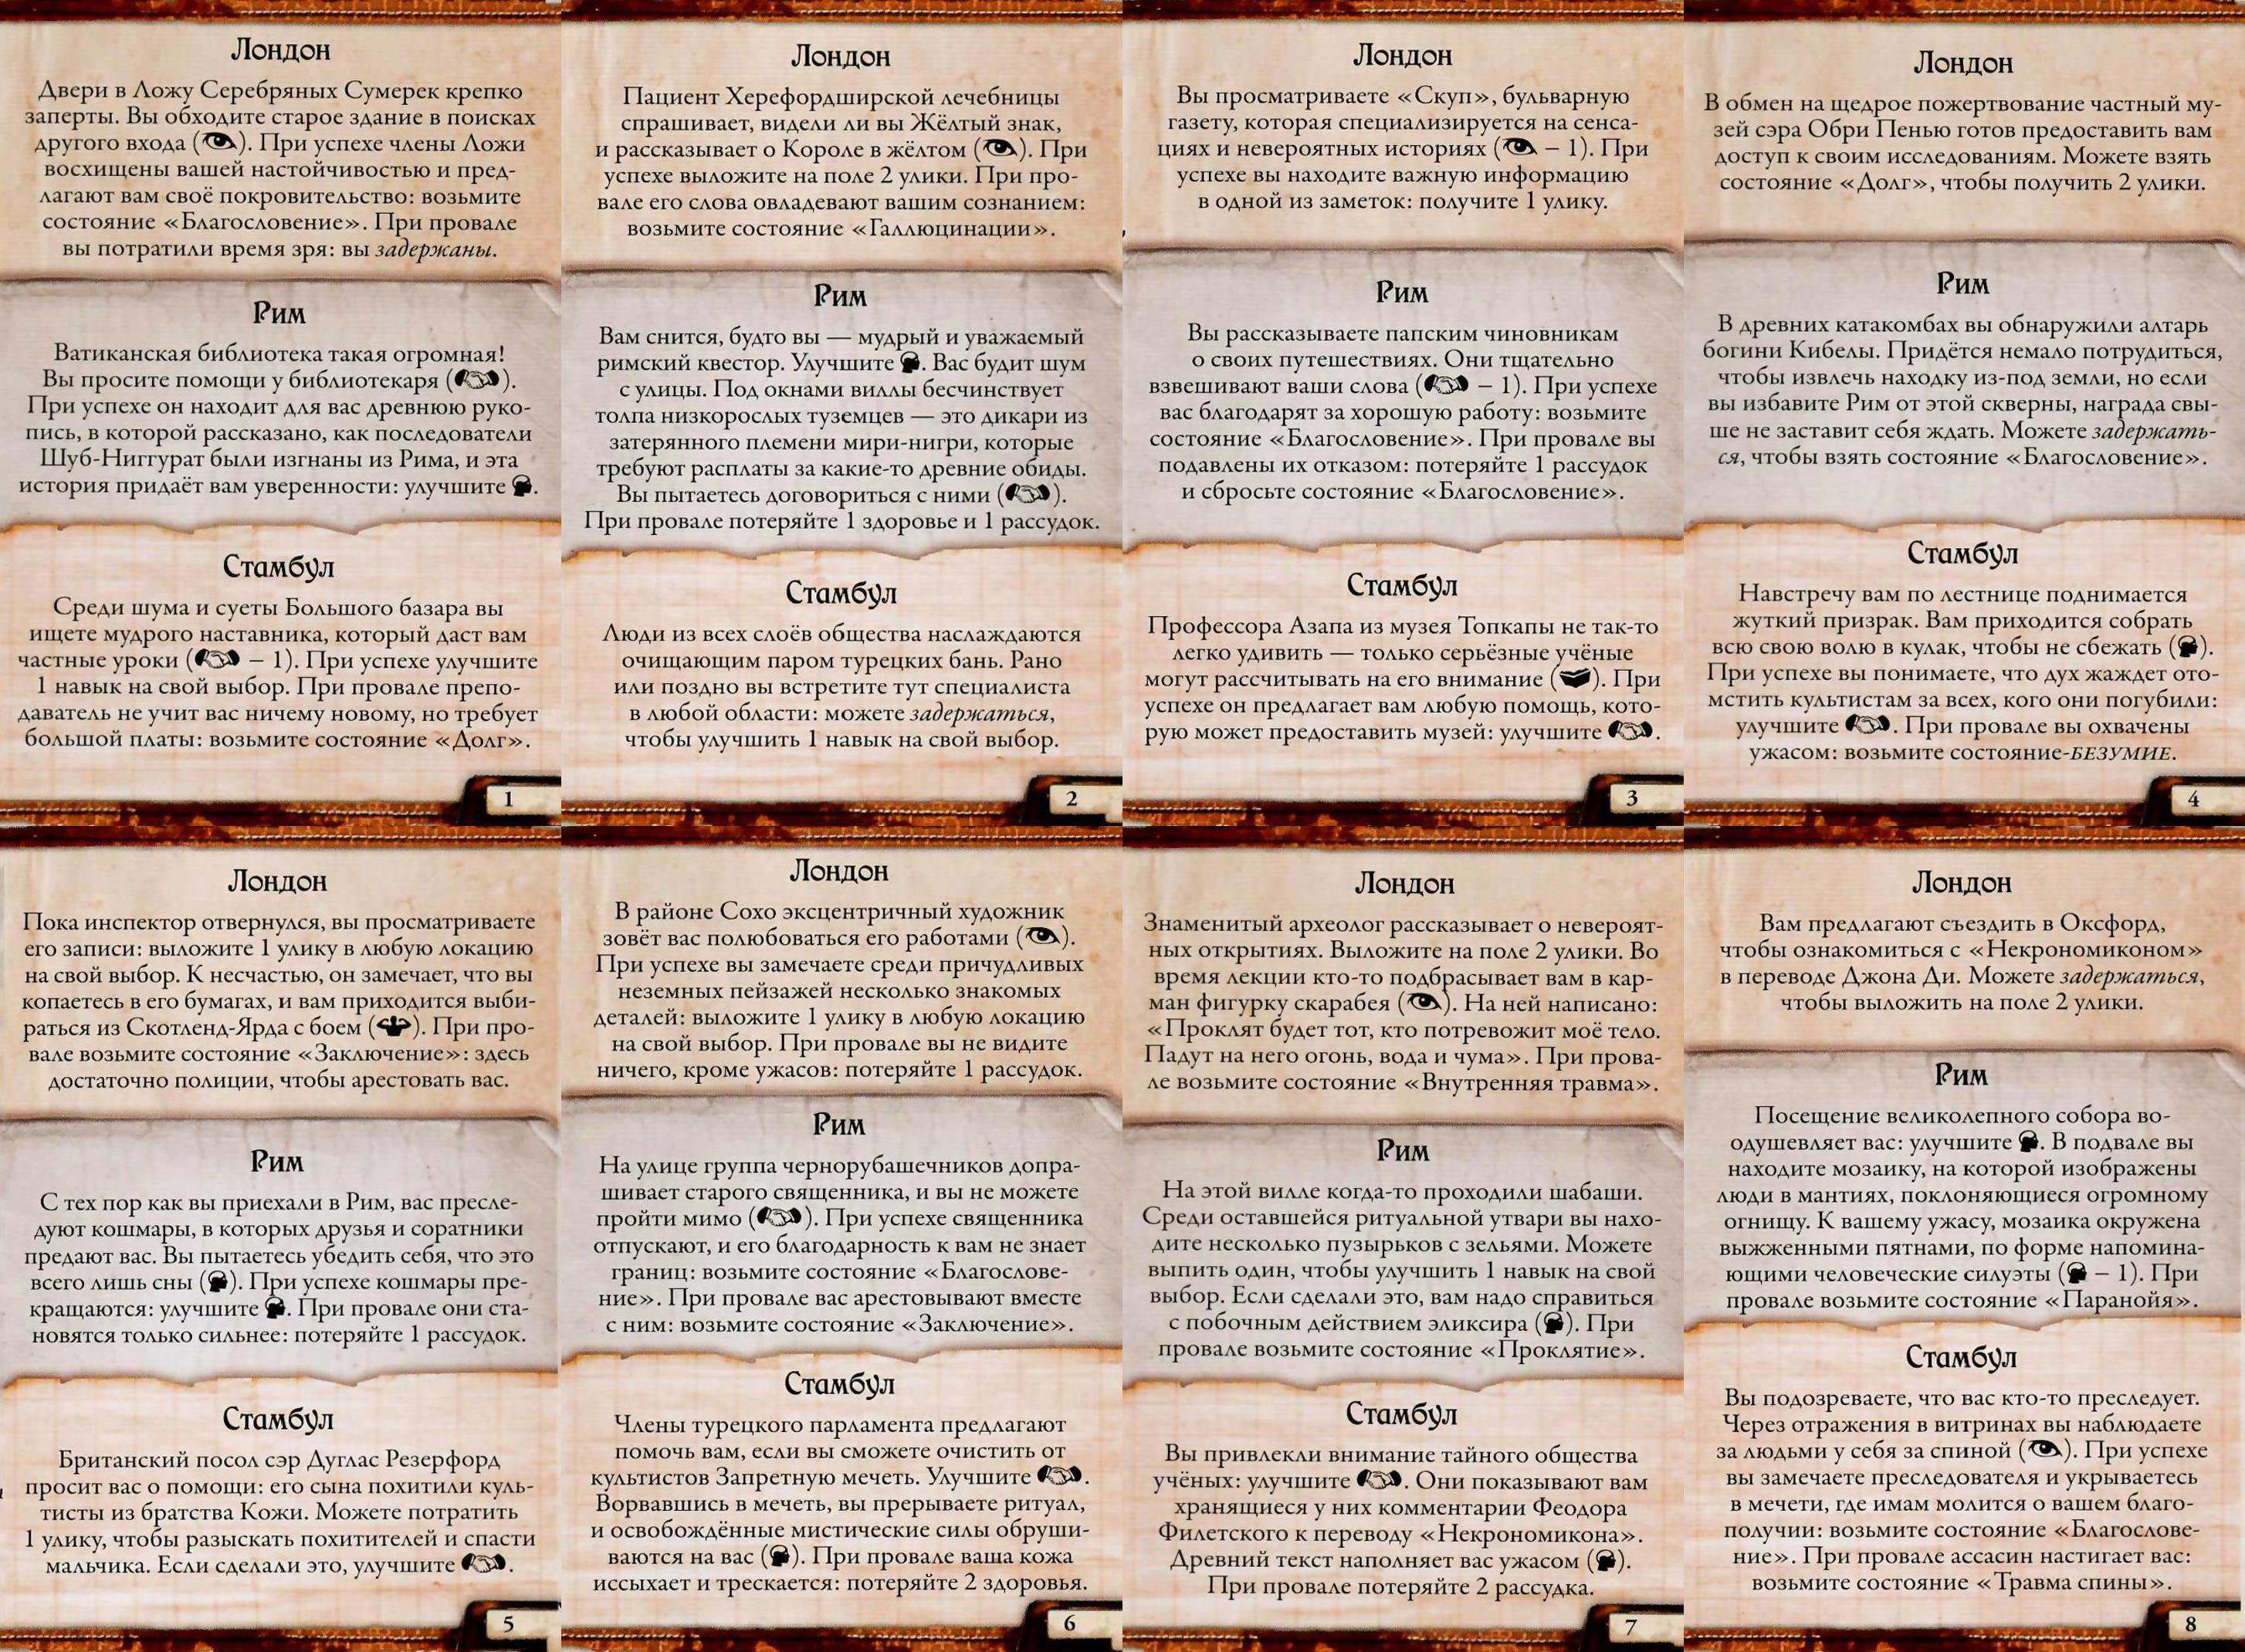 Лондон
Двери в Ложу Серебряных Сумерек крепко
заперты. Вы обходите старое здание в поисках
другого входа (). При успехе члены Ложи
восхищены вашей настойчивостью и пред-
лагают вам своё покровительство: возьмите
состояние «Благословение». При провале
вы потратили время зря: вы задержаны.
Рим
Ватиканская библиотека такая огромная!
Вы просите помощи у библиотекаря ().
При успехе он находит для вас древнюю руко-
пись, в которой рассказано, как последователи
Шуб-Ниггурат были изгнаны из Рима, и эта
история придаёт вам уверенности: улучшите .
Стамбул
Среди шума и суеты Большого базара вы
ищете мудрого наставника, который даст вам
частные уроки ( – 1). При успехе улучшите
1 навык на свой выбор. При провале препо-
даватель не учит вас ничему новому, но требует
большой платы: возьмите состояние «Долг».
1
Лондон
Пациент Херефордширской лечебницы
спрашивает, видели ли вы Жёлтый знак,
и рассказывает о Короле в жёлтом (). При
успехе выложите на поле 2 улики. При про-
вале его слова овладевают вашим сознанием:
возьмите состояние «Галлюцинации».
Рим
Вам снится, будто вы — мудрый и уважаемый
римский квестор. Улучшите . Вас будит шум
с улицы. Под окнами виллы бесчинствует
толпа низкорослых туземцев — это дикари из
затерянного племени мири-нигри, которые
требуют расплаты за какие-то древние обиды.
Вы пытаетесь договориться с ними ().
При провале потеряйте 1 здоровье и 1 рассудок.
Стамбул
Люди из всех слоёв общества наслаждаются
очищающим паром турецких бань. Рано
или поздно вы встретите тут специалиста
в любой области: можете задержаться,
чтобы улучшить 1 навык на свой выбор.
2
Лондон
Вы просматриваете «Скуп», бульварную
газету, которая специализируется на сенса-
циях и невероятных историях ( – 1). При
успехе вы находите важную информацию
в одной из заметок: получите 1 улику.
Рим
Вы рассказываете папским чиновникам
о своих путешествиях. Они тщательно
взвешивают ваши слова ( – 1). При успехе
вас благодарят за хорошую работу: возьмите
состояние «Благословение». При провале вы
подавлены их отказом: потеряйте 1 рассудок
и сбросьте состояние «Благословение».
Стамбул
Профессора Азапа из музея Топкапы не так-то
легко удивить — только серьёзные учёные
могут рассчитывать на его внимание (). При
успехе он предлагает вам любую помощь, кото-
рую может предоставить музей: улучшите .
3
Лондон
В обмен на щедрое пожертвование частный му-
зей сэра Обри Пенью готов предоставить вам
доступ к своим исследованиям. Можете взять
состояние «Долг», чтобы получить 2 улики.
Рим
В древних катакомбах вы обнаружили алтарь
богини Кибелы. Придётся немало потрудиться,
чтобы извлечь находку из-под земли, но если
вы избавите Рим от этой скверны, награда свы-
ше не заставит себя ждать. Можете задержать-
ся, чтобы взять состояние «Благословение».
Стамбул
Навстречу вам по лестнице поднимается
жуткий призрак. Вам приходится собрать
всю свою волю в кулак, чтобы не сбежать ().
При успехе вы понимаете, что дух жаждет ото-
мстить культистам за всех, кого они погубили:
улучшите . При провале вы охвачены
ужасом: возьмите состояние-БЕЗУМИЕ.
4
Лондон
Пока инспектор отвернулся, вы просматриваете
его записи: выложите 1 улику в любую локацию
на свой выбор. К несчастью, он замечает, что вы
копаетесь в его бумагах, и вам приходится выби-
раться из Скотленд-Ярда с боем (). При про-
вале возьмите состояние «Заключение»: здесь
достаточно полиции, чтобы арестовать вас.
Рим
С тех пор как вы приехали в Рим, вас пресле-
дуют кошмары, в которых друзья и соратники
предают вас. Вы пытаетесь убедить себя, что это
всего лишь сны (). При успехе кошмары пре-
кращаются: улучшите . При провале они ста-
новятся только сильнее: потеряйте 1 рассудок.
Стамбул
Британский посол сэр Дуглас Резерфорд
просит вас о помощи: его сына похитили куль-
тисты из братства Кожи. Можете потратить
1 улику, чтобы разыскать похитителей и спасти
мальчика. Если сделали это, улучшите .
5
Лондон
В районе Сохо эксцентричный художник
зовёт вас полюбоваться его работами ().
При успехе вы замечаете среди причудливых
неземных пейзажей несколько знакомых
деталей: выложите 1 улику в любую локацию
на свой выбор. При провале вы не видите
ничего, кроме ужасов: потеряйте 1 рассудок.
Рим
На улице группа чернорубашечников допра-
шивает старого священника, и вы не можете
пройти мимо (). При успехе священника
отпускают, и его благодарность к вам не знает
границ: возьмите состояние «Благослове-
ние». При провале вас арестовывают вместе
с ним: возьмите состояние «Заключение».
Стамбул
Члены турецкого парламента предлагают
помочь вам, если вы сможете очистить от
культистов Запретную мечеть. Улучшите .
Ворвавшись в мечеть, вы прерываете ритуал,
и освобождённые мистические силы обруши-
ваются на вас (). При провале ваша кожа
иссыхает и трескается: потеряйте 2 здоровья.
6
Лондон
Знаменитый археолог рассказывает о невероят-
ных открытиях. Выложите на поле 2 улики. Во
время лекции кто-то подбрасывает вам в кар-
ман фигурку скарабея (). На ней написано:
«Проклят будет тот, кто потревожит моё тело.
Падут на него огонь, вода и чума». При прова-
ле возьмите состояние «Внутренняя травма».
Рим
На этой вилле когда-то проходили шабаши.
Среди оставшейся ритуальной утвари вы нахо-
дите несколько пузырьков с зельями. Можете
выпить один, чтобы улучшить 1 навык на свой
выбор. Если сделали это, вам надо справиться
с побочным действием эликсира (). При
провале возьмите состояние «Проклятие».
Стамбул
Вы привлекли внимание тайного общества
учёных: улучшите . Они показывают вам
хранящиеся у них комментарии Феодора
Филетского к переводу «Некрономикона».
Древний текст наполняет вас ужасом ().
При провале потеряйте 2 рассудка.
7
Лондон
Вам предлагают съездить в Оксфорд,
чтобы ознакомиться с «Некрономиконом»
в переводе Джона Ди. Можете задержаться,
чтобы выложить на поле 2 улики.
Рим
Посещение великолепного собора во-
одушевляет вас: улучшите . В подвале вы
находите мозаику, на которой изображены
люди в мантиях, поклоняющиеся огромному
огнищу. К вашему ужасу, мозаика окружена
выжженными пятнами, по форме напомина-
ющими человеческие силуэты ( – 1). При
провале возьмите состояние «Паранойя».
Стамбул
Вы подозреваете, что вас кто-то преследует.
Через отражения в витринах вы наблюдаете
за людьми у себя за спиной (). При успехе
вы замечаете преследователя и укрываетесь
в мечети, где имам молится о вашем благо-
получии: возьмите состояние «Благослове-
ние». При провале ассасин настигает вас:
возьмите состояние «Травма спины».
8